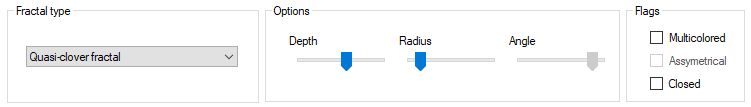 Fractal type
Quasi-clover fractal
Options
Depth
Radius
Angle
Flags
Multicolored
Assymetrical
Closed